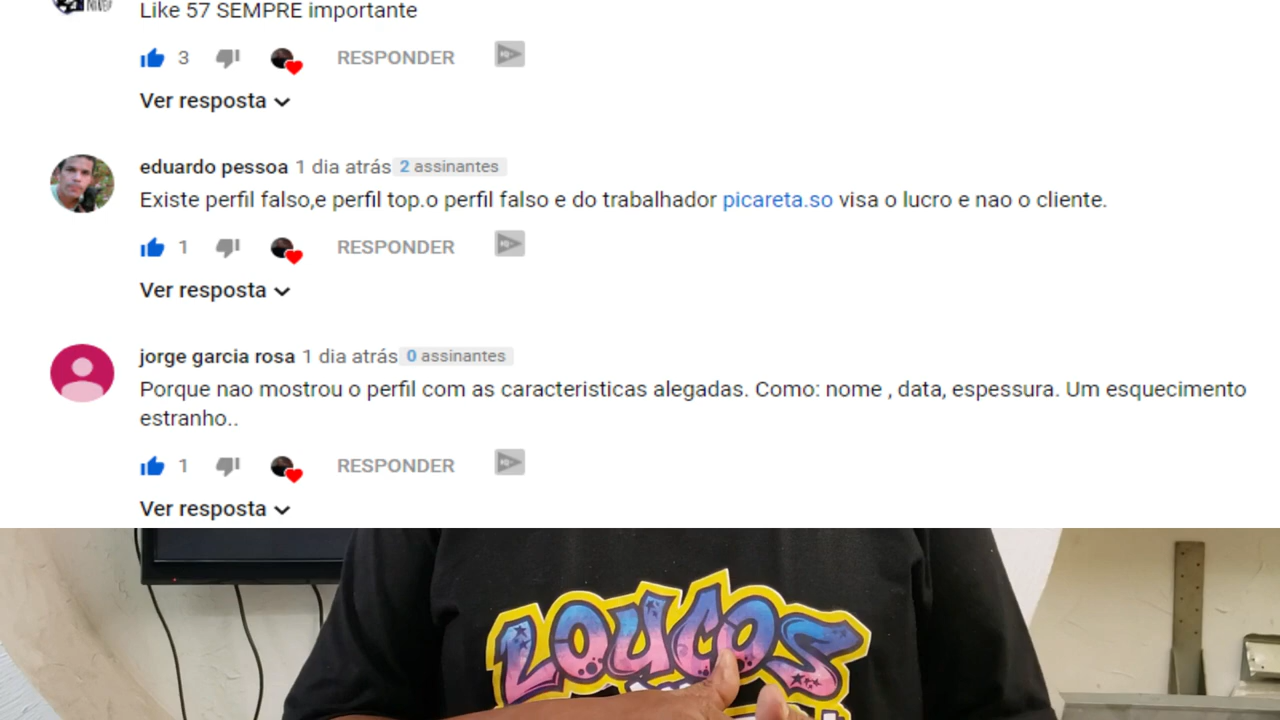 Like 57 SEMPRE importante
3 RESPONDER
Ver resposta
eduardo pessoa 1 dia atrás 2 assinantes
Existe perfil falso,e perfil top.o perfil falso e do trabalhador picareta.so visa o lucro e nao o cliente.
1 RESPONDER
Ver resposta
jorge garcia rosa 1 dia atrás 0 assinantes
Porque nao mostrou o perfil com as caracteristicas alegadas. Como: nome , data, espessura. Um esquecimento
estranho..
1 RESPONDER
Ver resposta
LOUCOS